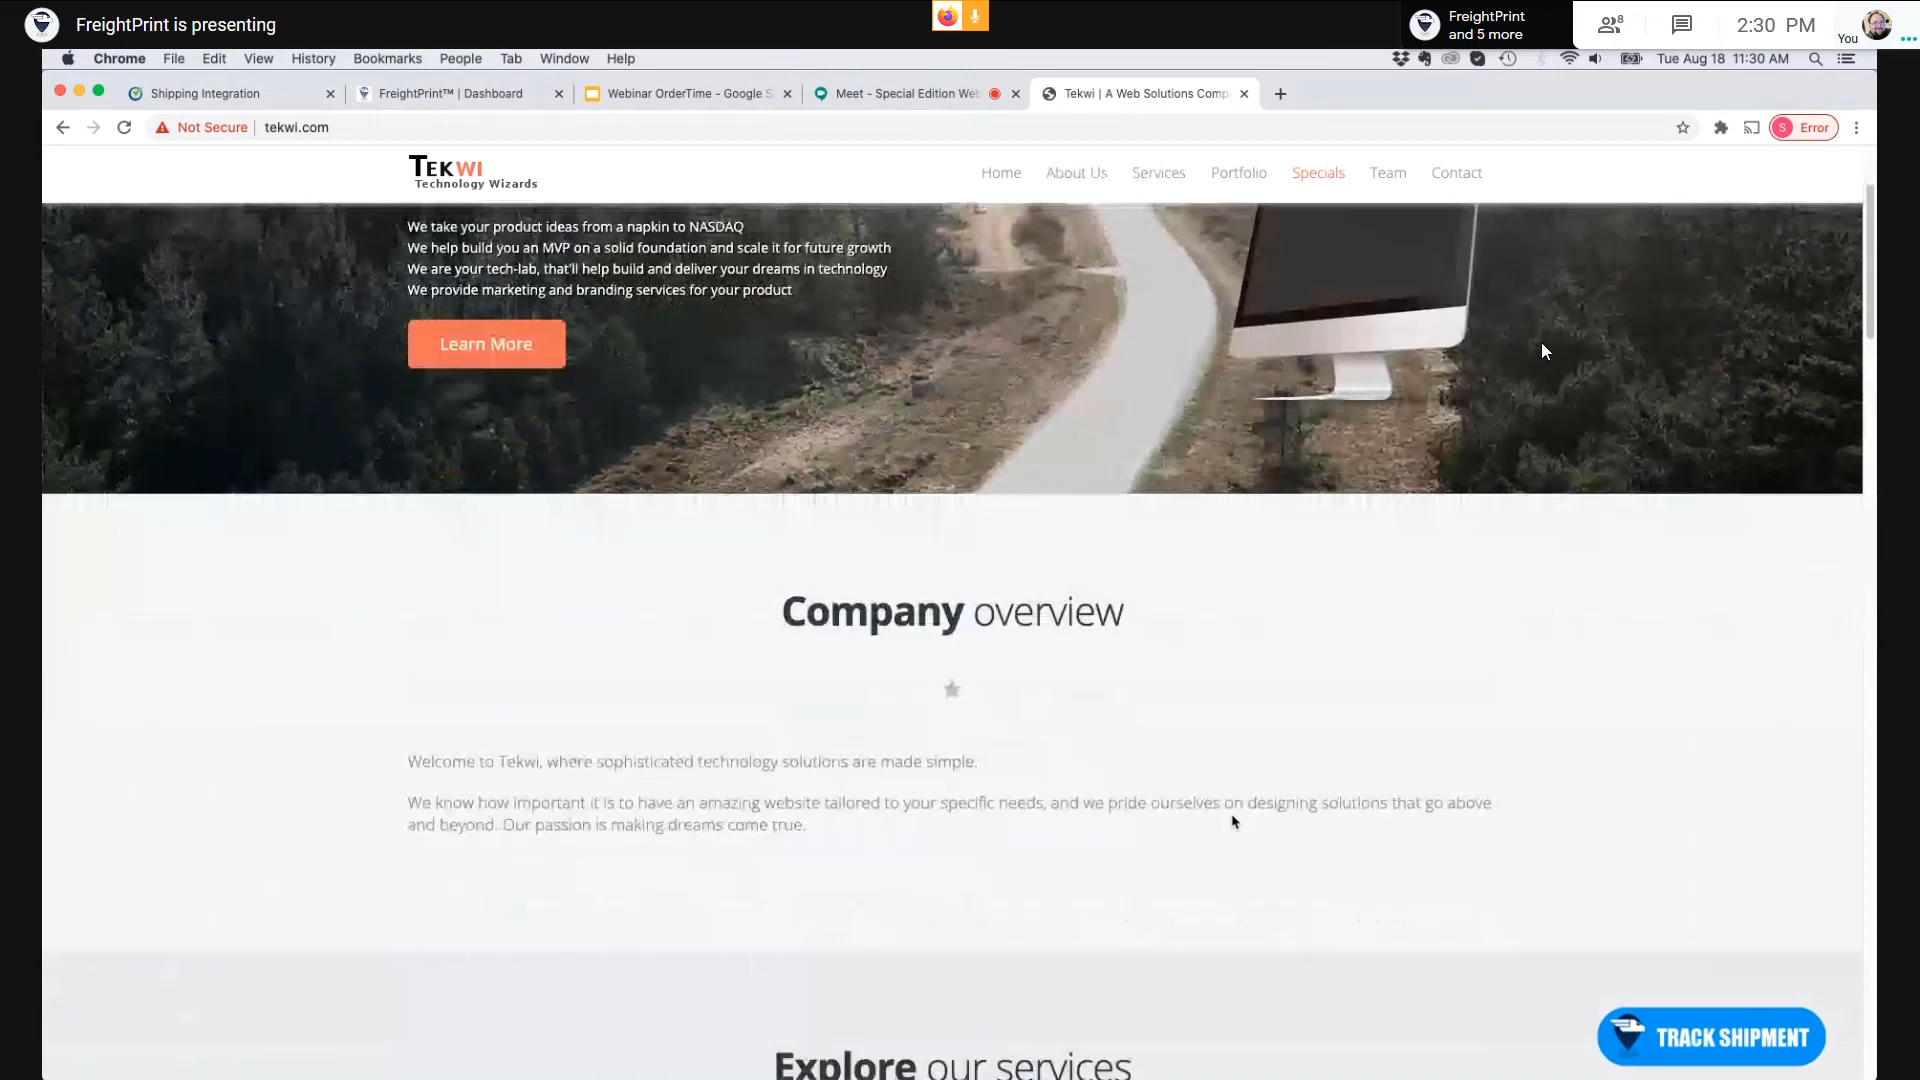 FreightPrint is presenting
FreightPrint
and 5 more
8
2:30 PM
You
Chrome File Edit View History Bookmarks People Tab Window Help
Tue Aug 18 11:30 AM
Shipping Integration
FreightPrint™ | Dashboard
Webinar OrderTime - Google S
Meet - Special Edition Web
Tekwi | A Web Solutions Comp
Not Secure
tekwi.com
S
Error
TEKWI
Technology Wizards
Home About Us Services Portfolio Specials Team Contact
We take your product ideas from a napkin to NASDAQ
We help build you an MVP on a solid foundation and scale it for future growth
We are your tech-lab, that'll help build and deliver your dreams in technology
We provide marketing and branding services for your product
Learn More
Company overview
Welcome to Tekwi, where sophisticated technology solutions are made simple.
We know how important it is to have an amazing website tailored to your specific needs, and we pride ourselves on designing solutions that go above
and beyond. Our passion is making dreams come true.
Explore our services
TRACK SHIPMENT